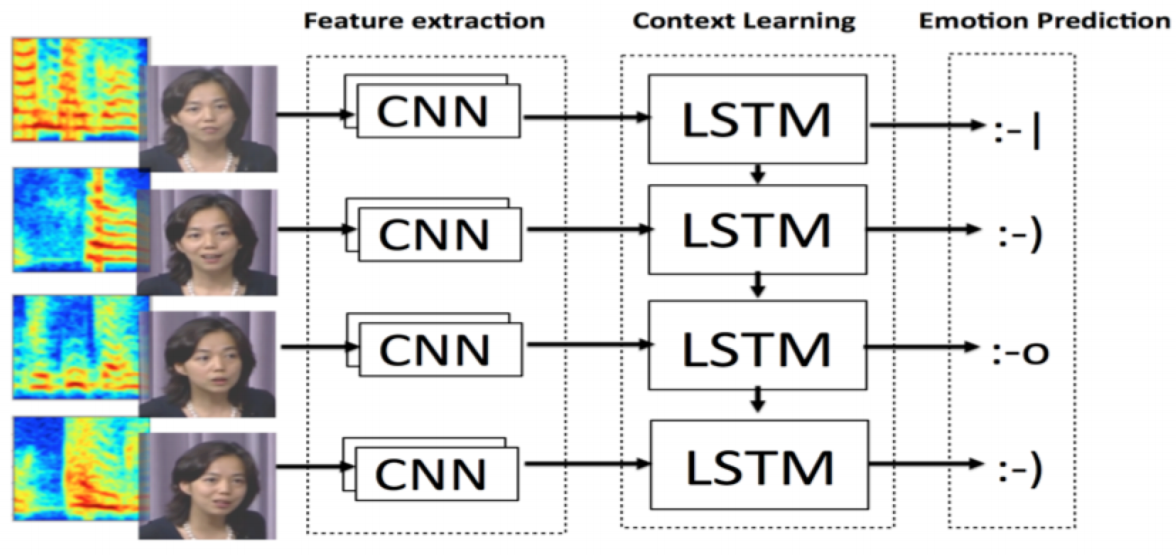 Feature extraction Context Learning Emotion Prediction
CNN LSTM :-|
CNN LSTM :-)
CNN LSTM :-o
CNN LSTM :-)